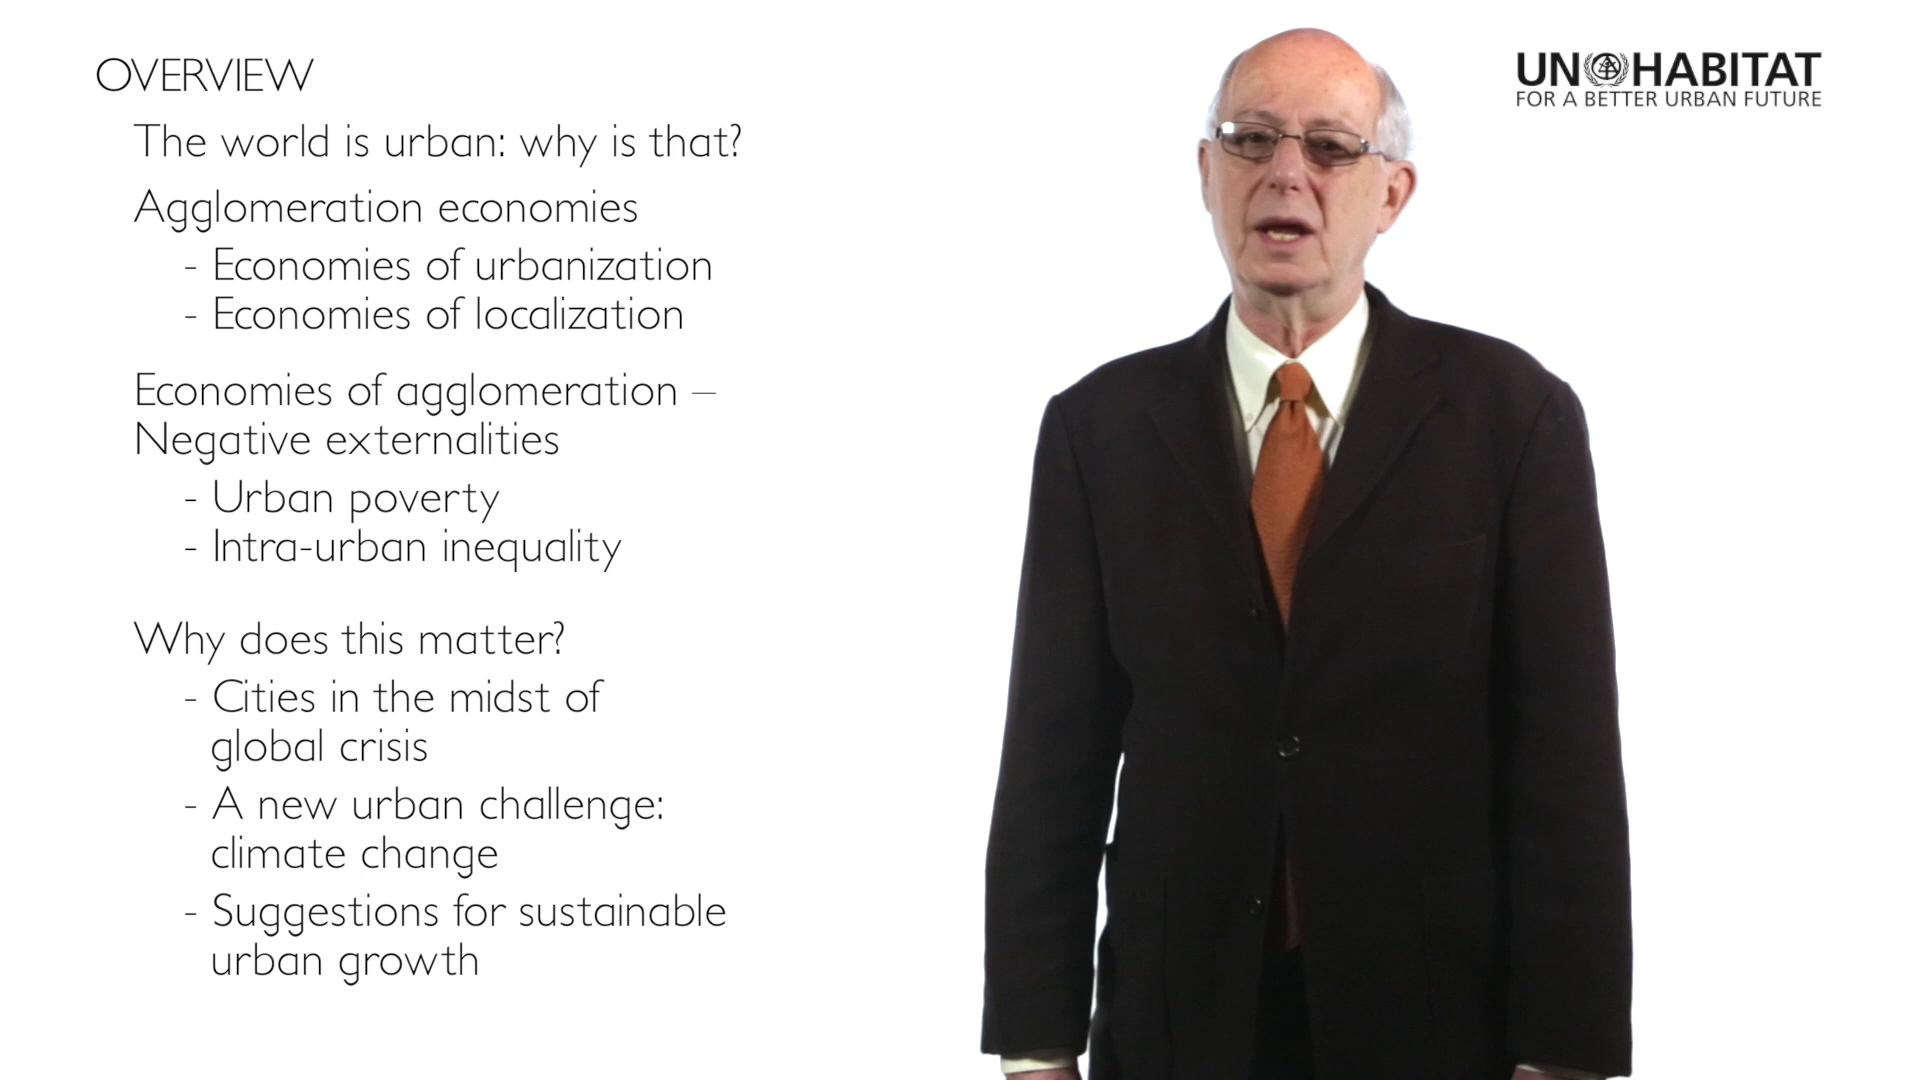 OVERVIEW
The world is urban: why is that?
Agglomeration economies
- Economies of urbanization
- Economies of localization
Economies of agglomeration –
Negative externalities
- Urban poverty
- Intra-urban inequality
Why does this matter?
- Cities in the midst of
global crisis
- A new urban challenge:
climate change
- Suggestions for sustainable
urban growth
UN HABITAT
FOR A BETTER URBAN FUTURE